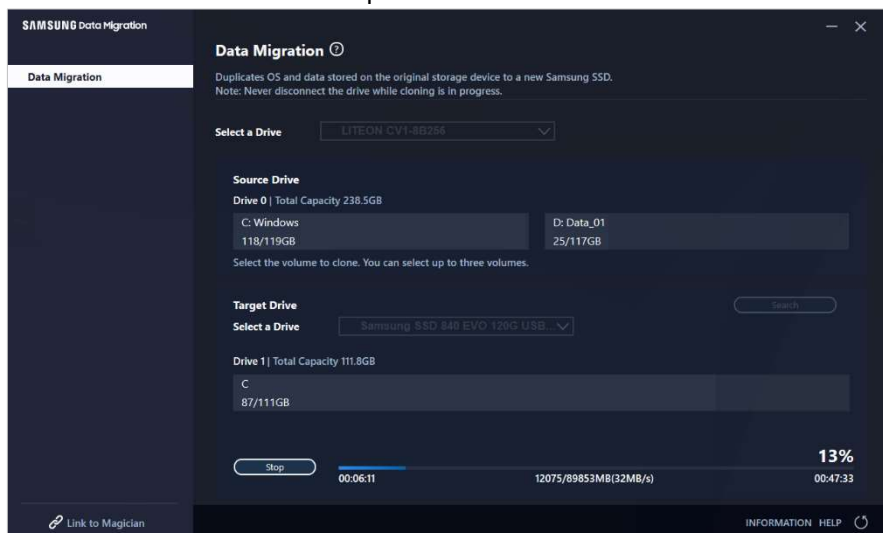 SAMSUNG Data Migration
Data Migration
Data Migration ?
Duplicates OS and data stored on the original storage device to a new Samsung SSD.
Note: Never disconnect the drive while cloning is in progress.
Select a Drive LITEON CV1-8B256
Source Drive
Drive 0 | Total Capacity 238.5GB
C: Windows D: Data_01
118/119GB 25/117GB
Select the volume to clone. You can select up to three volumes.
Target Drive Search
Select a Drive Samsung SSD 840 EVO 120G USB...
Drive 1 | Total Capacity 111.8GB
C
87/111GB
13%
Stop
00:06:11 12075/89853MB(32MB/s) 00:47:33
Link to Magician INFORMATION HELP